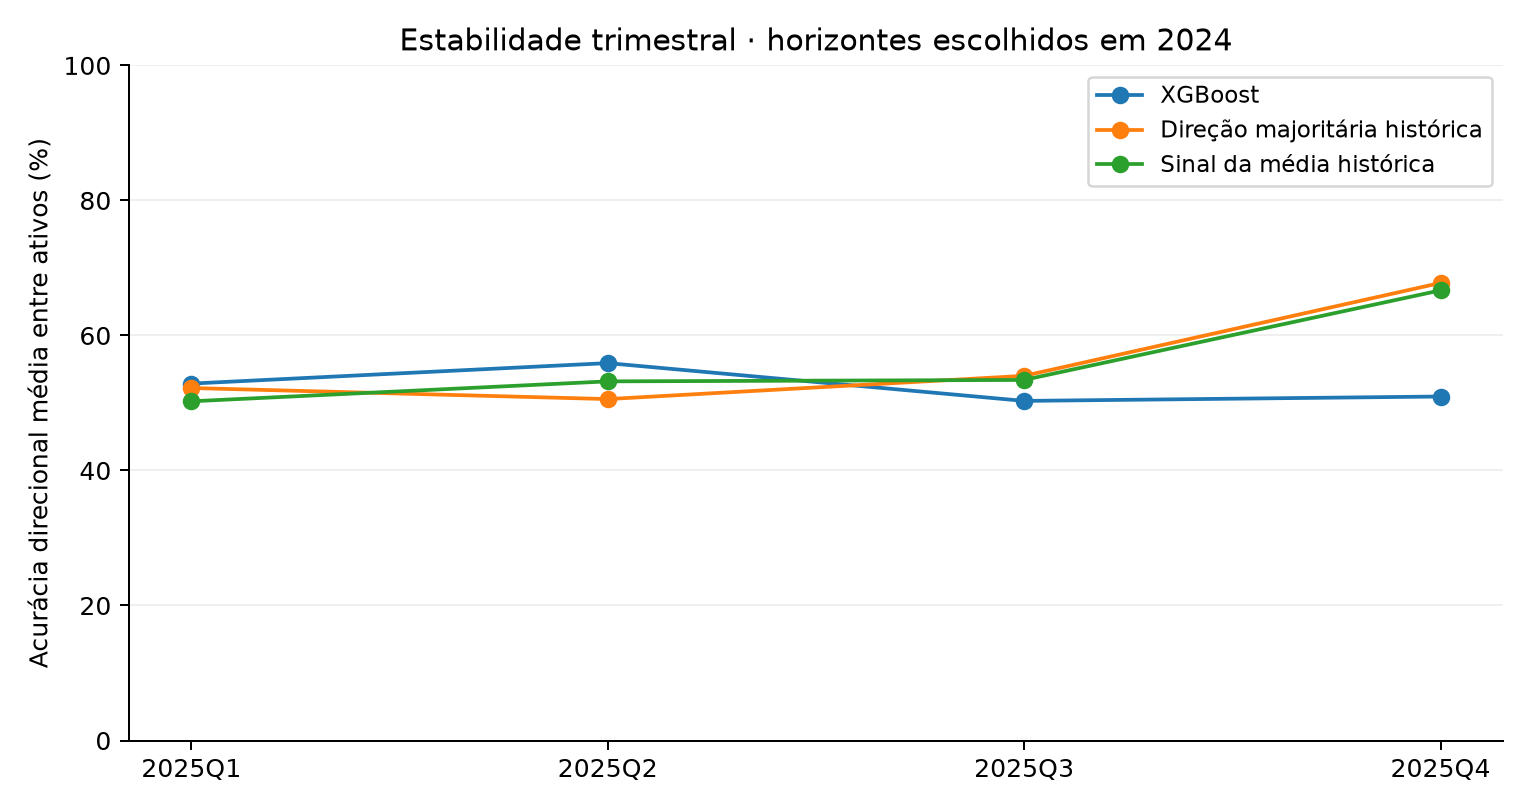 Estabilidade trimestral · horizontes escolhidos em 2024
Acurácia direcional média entre ativos (%)
100
80
60
40
20
0
XGBoost
Direção majoritária histórica
Sinal da média histórica
2025Q1
2025Q2
2025Q3
2025Q4